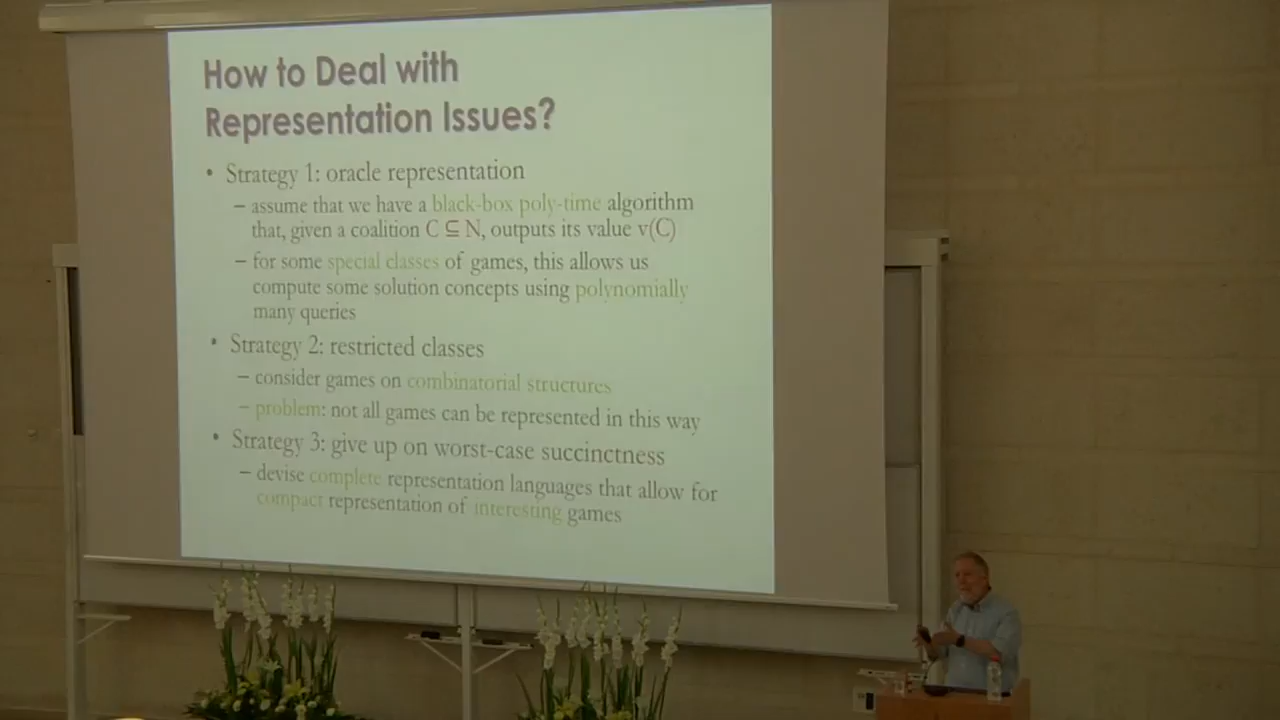 How to Deal with
Representation Issues?
• Strategy 1: oracle representation
– assume that we have a black-box poly-time algorithm
that, given a coalition C ⊆ N, outputs its value v(C)
– for some special classes of games, this allows us
compute some solution concepts using polynomially
many queries
• Strategy 2: restricted classes
– consider games on combinatorial structures
– problem: not all games can be represented in this way
• Strategy 3: give up on worst-case succinctness
– devise complete representation languages that allow for
compact representation of interesting games